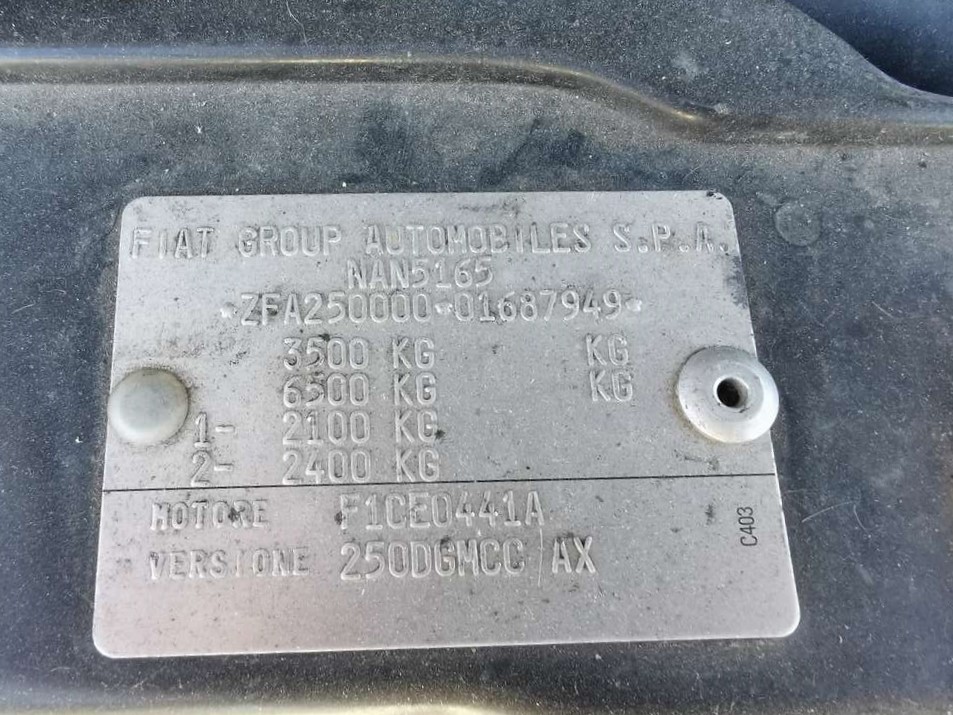 FIAT GROUP AUTOMOBILES S.P.A.
NAN5165
*ZFA250000*01687949*
3500 KG KG
6500 KG KG
1- 2100 KG
2- 2400 KG
MOTORE F1CE0441A
VERSIONE 250DGMCC/AX
C403